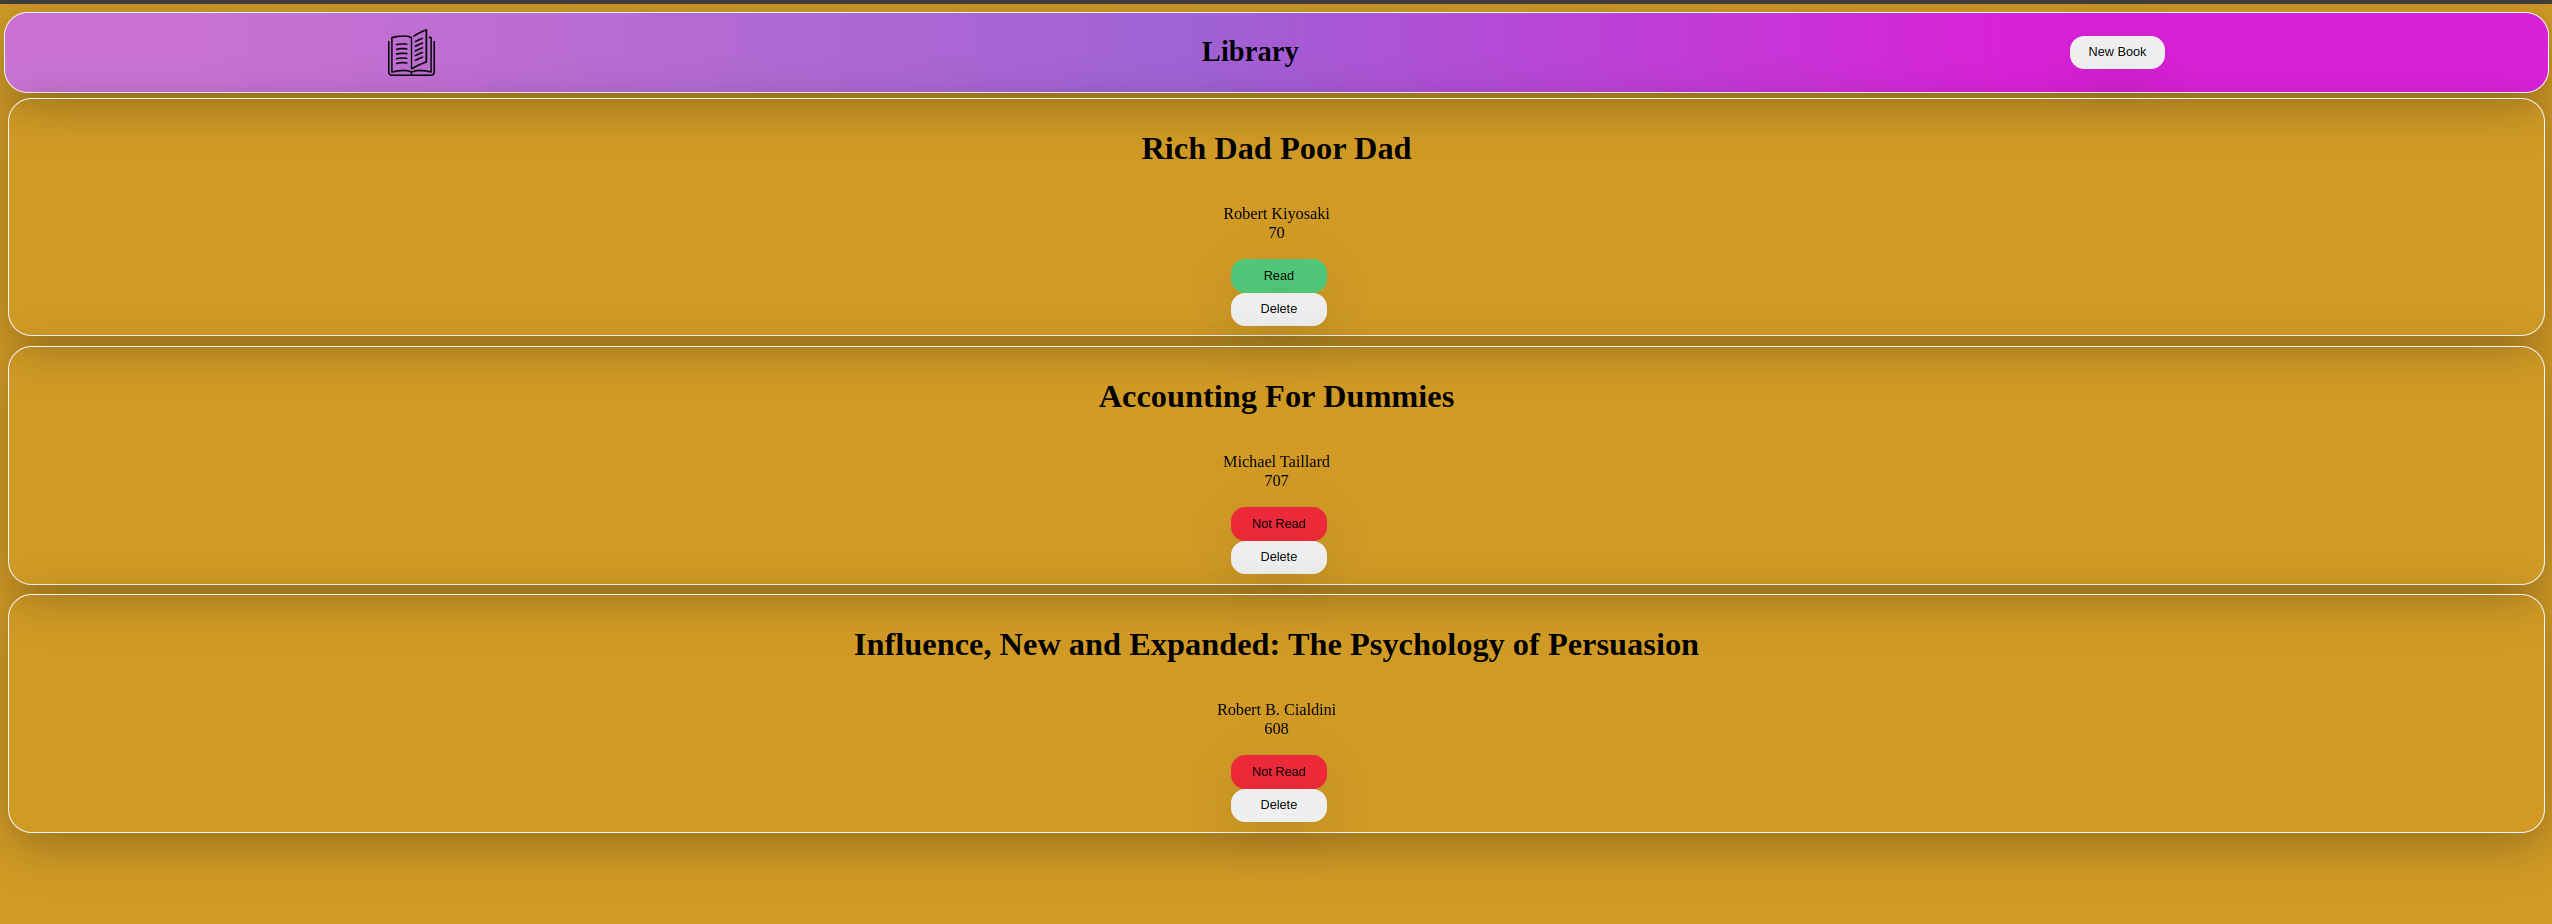 Library
New Book
Rich Dad Poor Dad
Robert Kiyosaki
70
Read
Delete
Accounting For Dummies
Michael Taillard
707
Not Read
Delete
Influence, New and Expanded: The Psychology of Persuasion
Robert B. Cialdini
608
Not Read
Delete